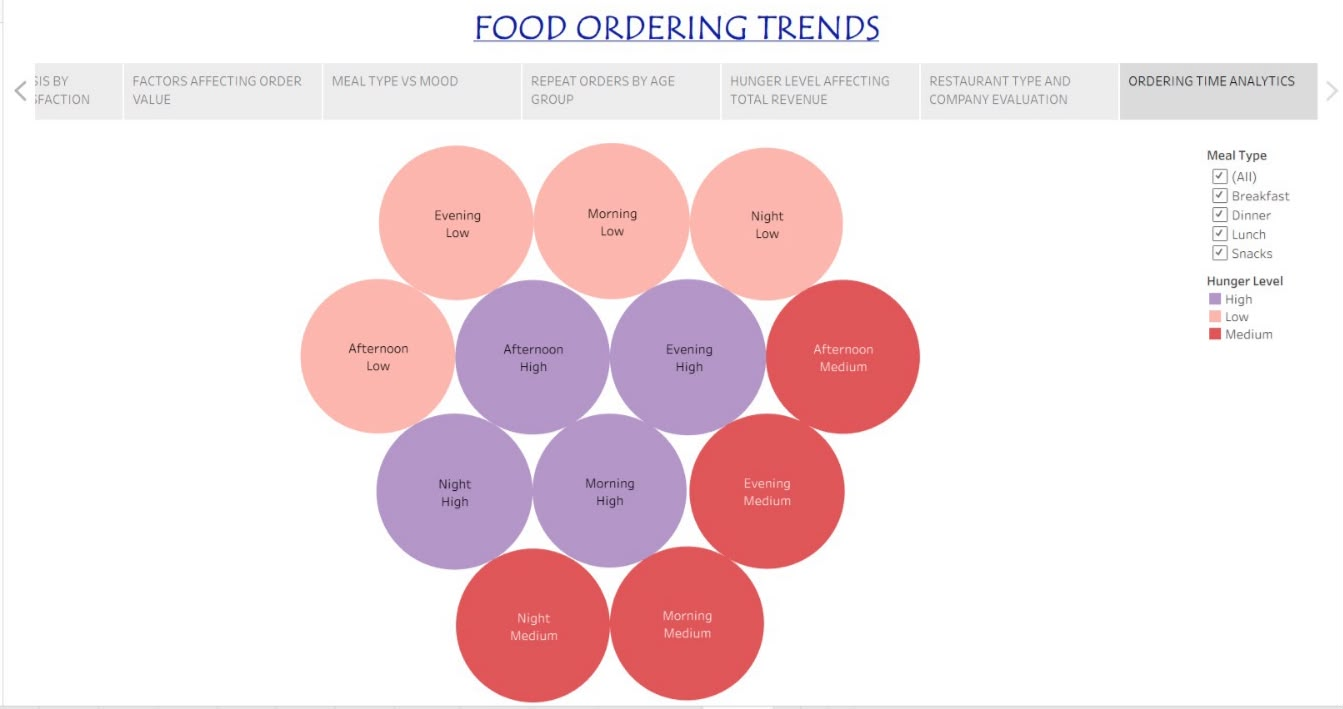 FOOD ORDERING TRENDS
SIS BY
SFACTION
FACTORS AFFECTING ORDER
VALUE
MEAL TYPE VS MOOD
REPEAT ORDERS BY AGE
GROUP
HUNGER LEVEL AFFECTING
TOTAL REVENUE
RESTAURANT TYPE AND
COMPANY EVALUATION
ORDERING TIME ANALYTICS
Evening
Low
Morning
Low
Night
Low
Afternoon
Low
Afternoon
High
Evening
High
Afternoon
Medium
Night
High
Morning
High
Evening
Medium
Night
Medium
Morning
Medium
Meal Type
(All)
Breakfast
Dinner
Lunch
Snacks
Hunger Level
High
Low
Medium